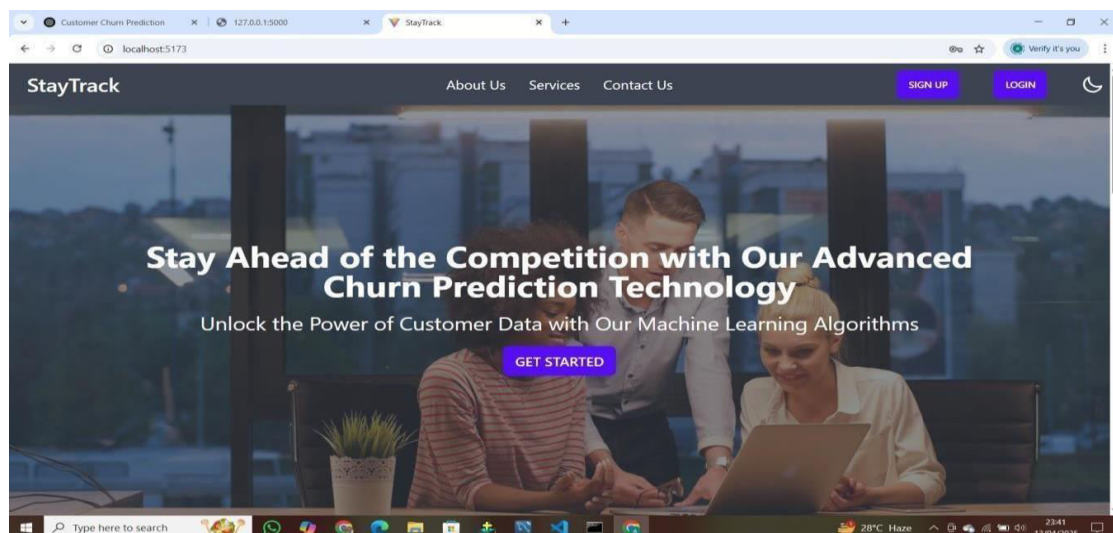 Customer Churn Prediction
127.0.0.1:5000
StayTrack
localhost:5173
Verify it's you
StayTrack
About Us
Services
Contact Us
SIGN UP
LOGIN
Stay Ahead of the Competition with Our Advanced
Churn Prediction Technology
Unlock the Power of Customer Data with Our Machine Learning Algorithms
GET STARTED
Type here to search
28°C Haze
23:41